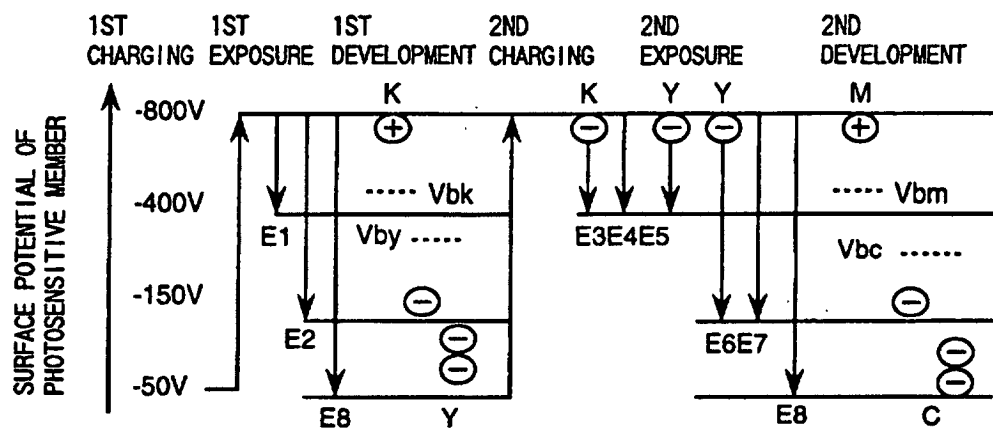 1ST CHARGING
1ST EXPOSURE
1ST DEVELOPMENT
2ND CHARGING
2ND EXPOSURE
2ND DEVELOPMENT
SURFACE POTENTIAL OF
PHOTOSENSITIVE MEMBER
-800V
-400V
-150V
-50V
K
+
Vbk
Vby
E1
E2
E8
−
−
−
Y
K Y Y
− − −
E3E4E5
E6E7
E8
M
+
Vbm
Vbc
−
−
−
C